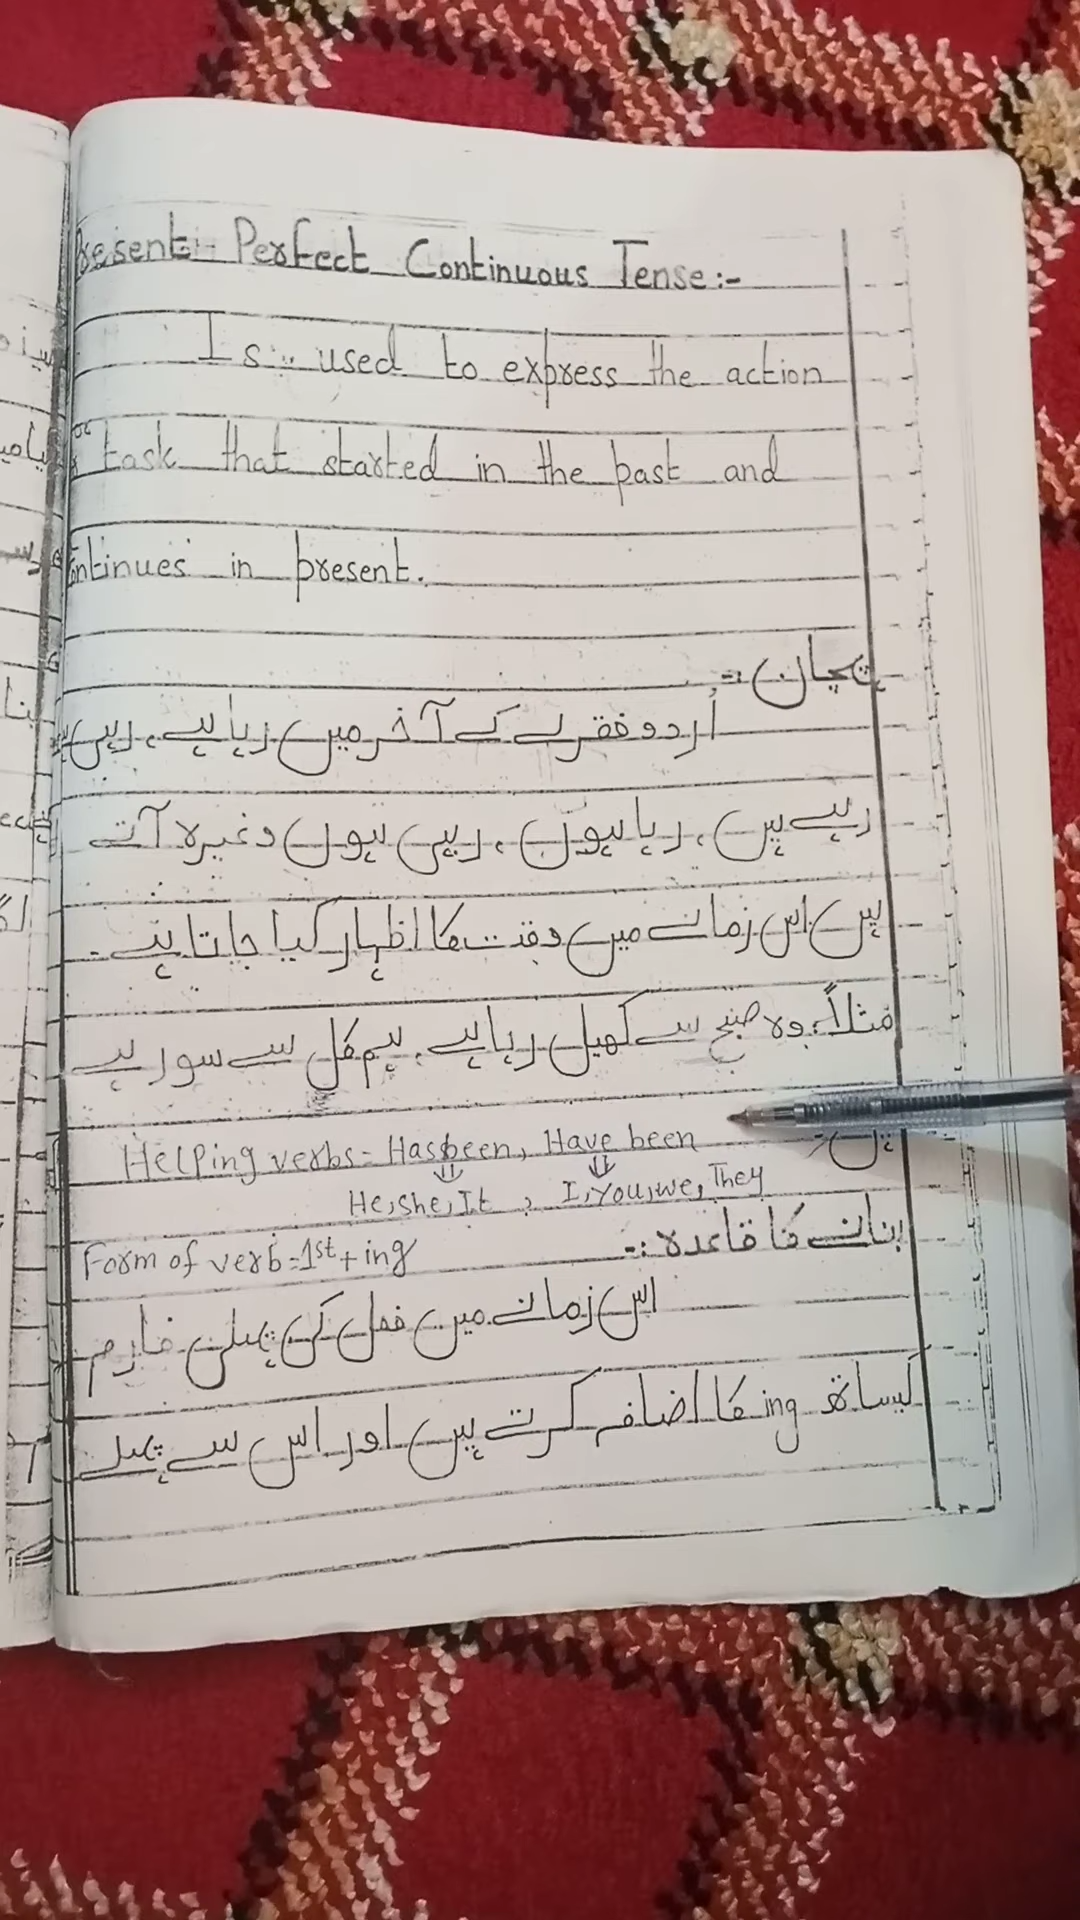 Present:- Perfect Continuous Tense:-
Is used to express the action
or task that started in the past and
Continues in present.
پہچان :-
اُردو فقرے کے آخر میں رہا ہے، رہی ہے
رہے ہیں، رہا ہوں، رہی ہوں وغیرہ آتے
ہیں اس زمانے میں وقت کا اظہار کیا جاتا ہے۔
مثلاً: وہ صبح سے کھیل رہا ہے، ہم کل سے سو رہے
ہیں۔
Helping verbs = Has been, Have been
He, she, It , I, You, we, They
بنانے کا قاعدہ :-
Form of verb = 1st + ing
اس زمانے میں فعل کی پہلی فارم
کیساتھ ing کا اضافہ کرتے ہیں اور اس سے پہلے